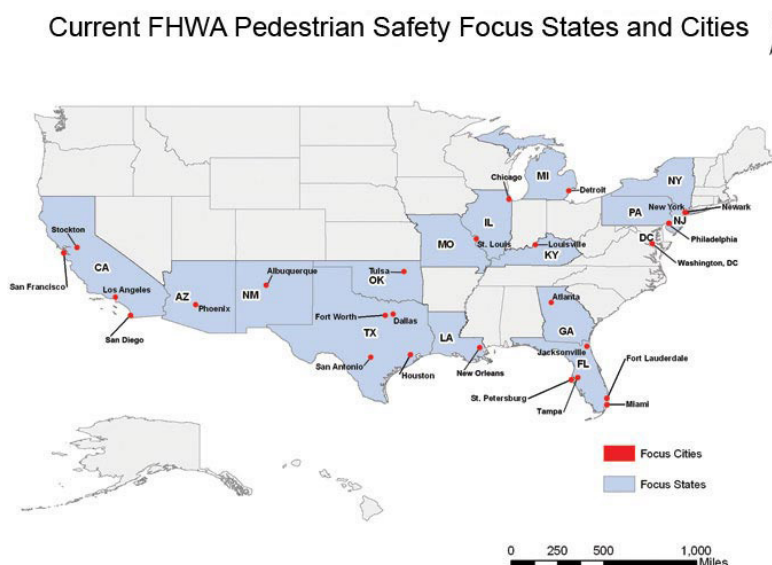 Current FHWA Pedestrian Safety Focus States and Cities
Chicago
MI
Detroit
NY
New York
Newark
PA
NJ
Philadelphia
DC
Washington, DC
IL
MO
St. Louis
Louisville
KY
Stockton
CA
San Francisco
Los Angeles
San Diego
AZ
Phoenix
Albuquerque
NM
Tulsa
OK
Fort Worth
Dallas
TX
San Antonio
Houston
LA
New Orleans
Atlanta
GA
Jacksonville
FL
Fort Lauderdale
St. Petersburg
Tampa
Miami
Focus Cities
Focus States
0 250 500 1,000
Miles